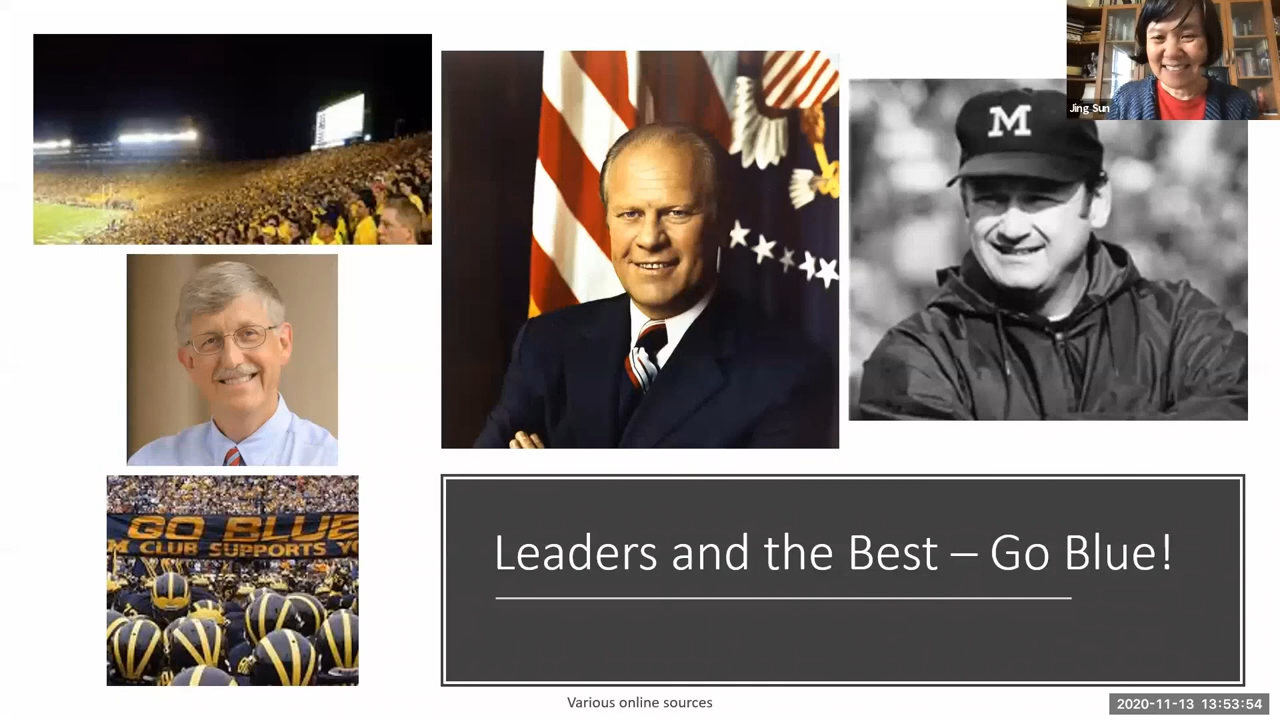 Jing Sun
M
GO BLUE
M CLUB SUPPORTS YO
Leaders and the Best – Go Blue!
Various online sources
2020-11-13 13:53:54